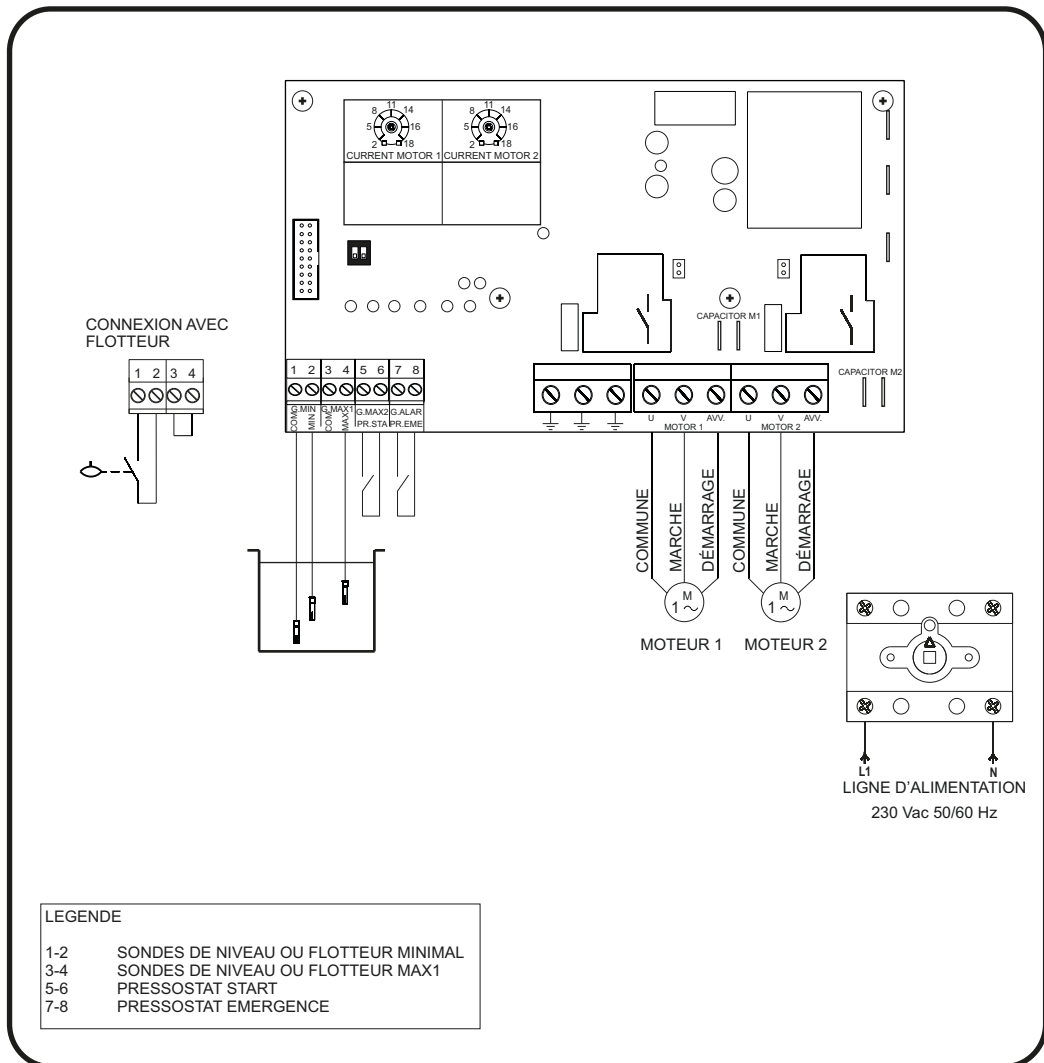 8 11 14
5 16
2 18
CURRENT MOTOR 1
8 11 14
5 16
2 18
CURRENT MOTOR 2
CAPACITOR M1
CAPACITOR M2
CONNEXION AVEC
FLOTTEUR
1 2 3 4
1 2 3 4 5 6 7 8
G.MIN G.MAX1 G.MAX2 G.ALAR
COM MIN COM MAX PR.STA PR.EME
U V AVV. U V AVV.
MOTOR 1 MOTOR 2
COMMUNE
MARCHE
DÉMARRAGE
COMMUNE
MARCHE
DÉMARRAGE
M
1 ~
M
1 ~
MOTEUR 1 MOTEUR 2
L1 N
LIGNE D'ALIMENTATION
230 Vac 50/60 Hz
LEGENDE
1-2 SONDES DE NIVEAU OU FLOTTEUR MINIMAL
3-4 SONDES DE NIVEAU OU FLOTTEUR MAX1
5-6 PRESSOSTAT START
7-8 PRESSOSTAT EMERGENCE